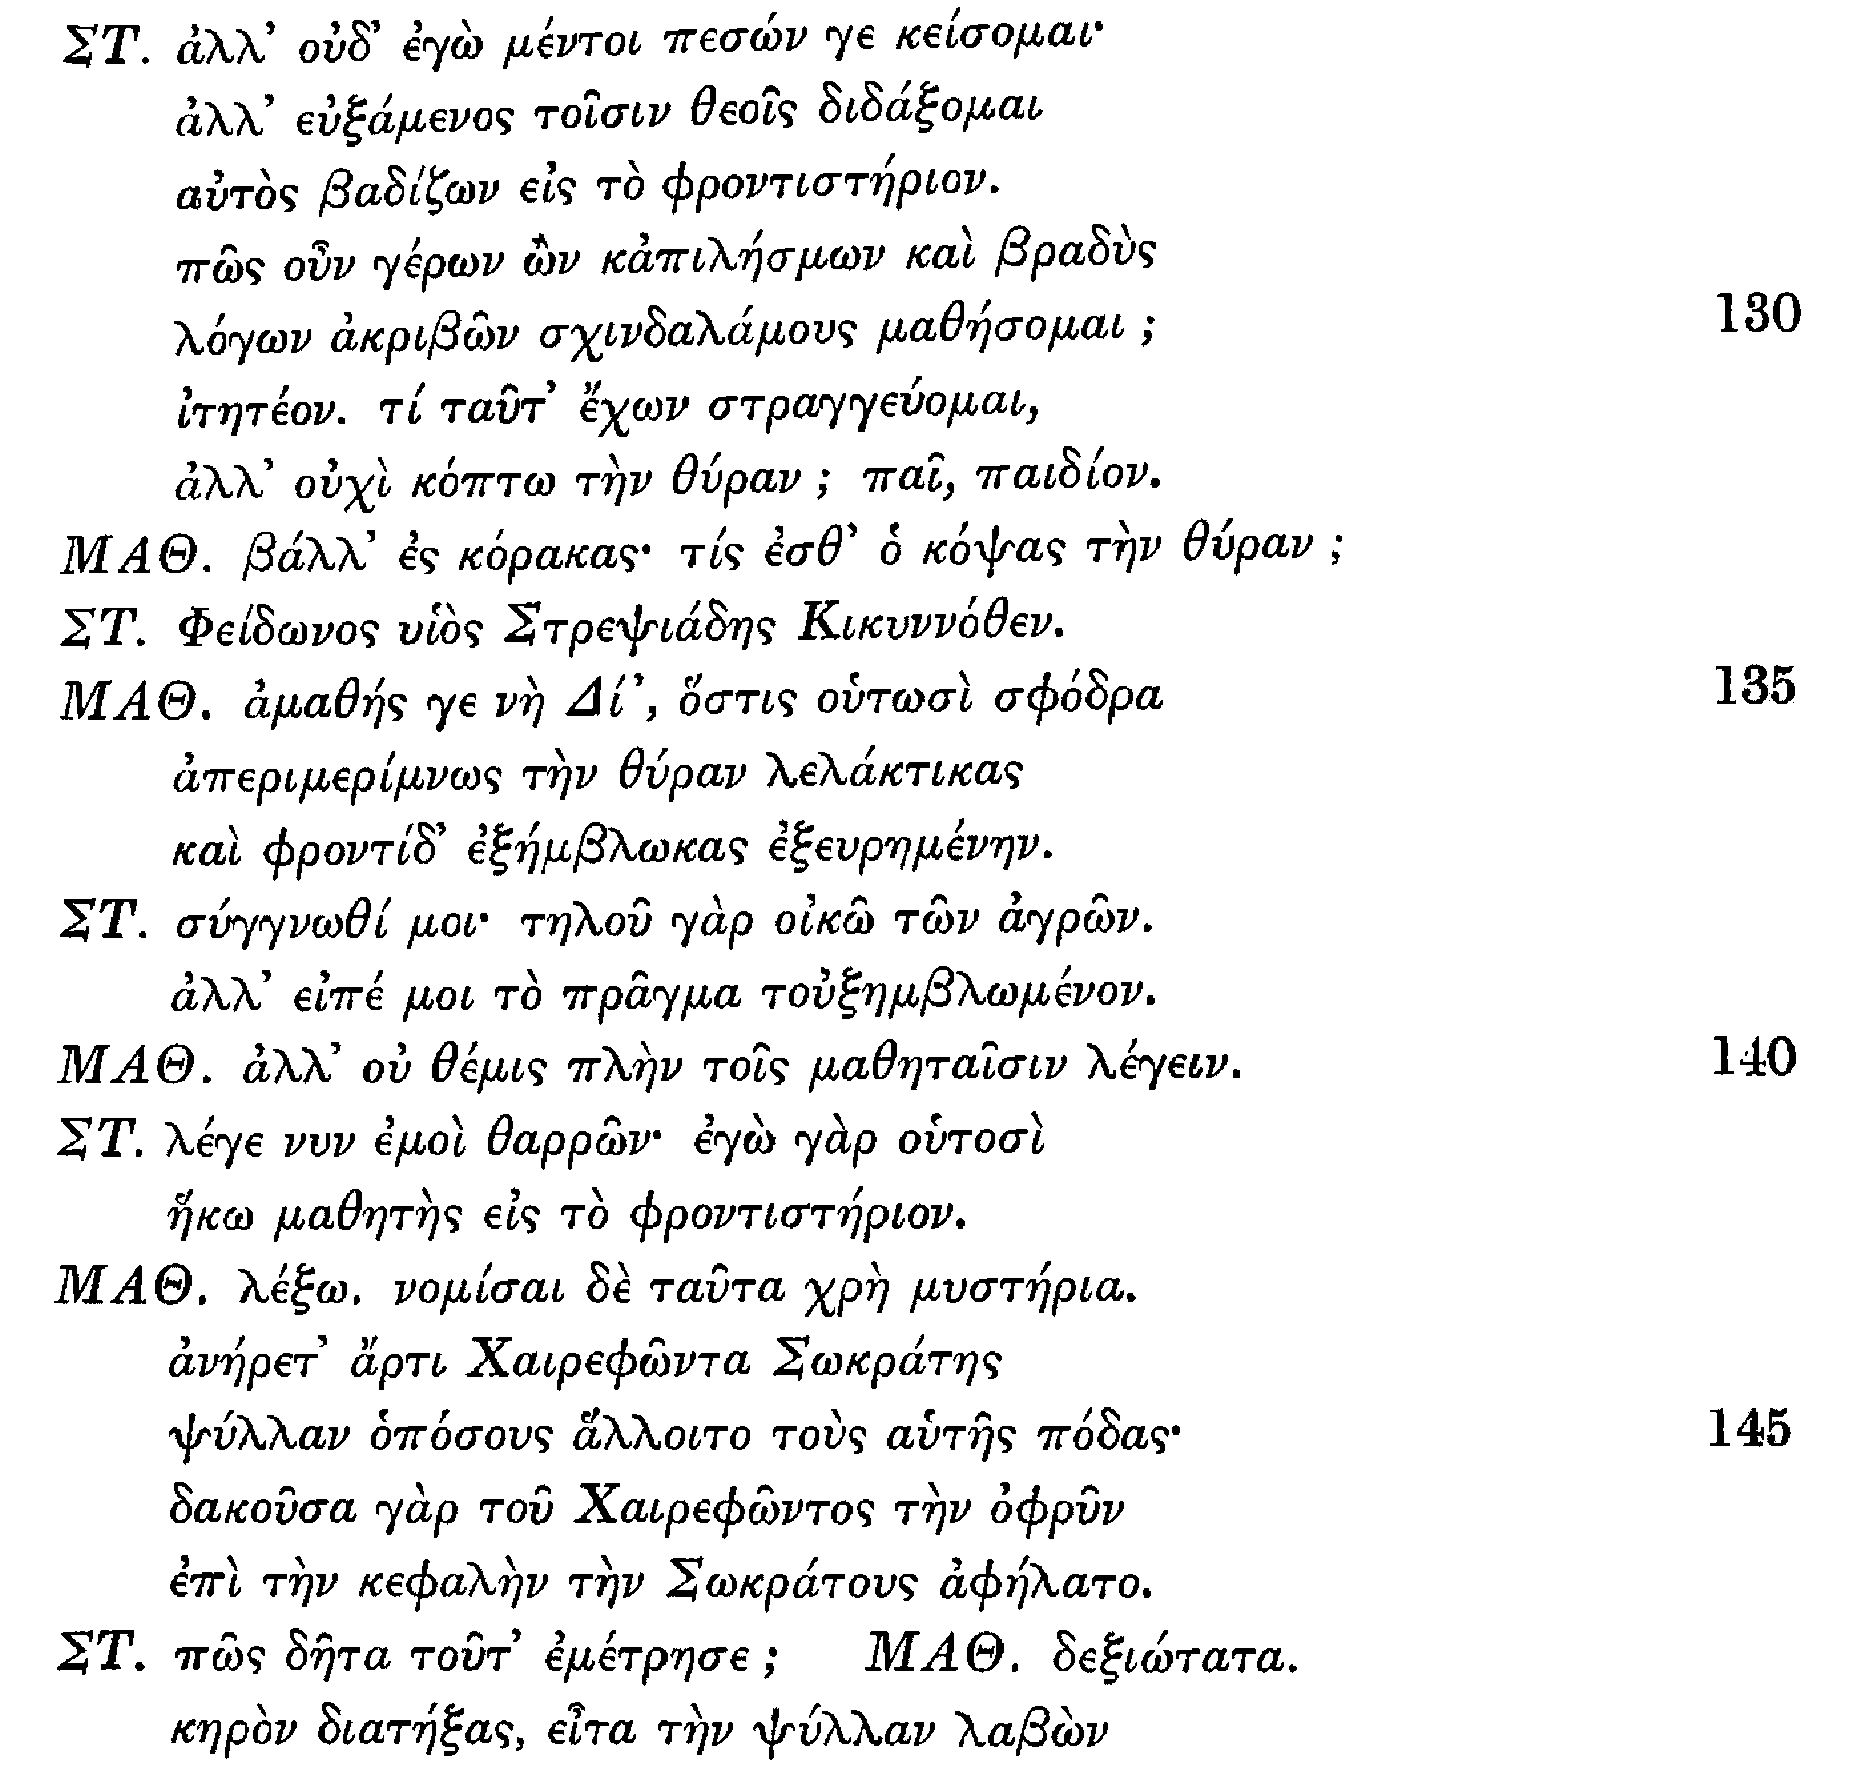 ΣΤ. ἀλλ’ οὐδ’ ἐγὼ μέντοι πεσών γε κείσομαι·
ἀλλ’ εὐξάμενος τοῖσιν θεοῖς διδάξομαι
αὐτὸς βαδίζων εἰς τὸ φροντιστήριον.
πῶς οὖν γέρων ὢν κἀπιλήσμων καὶ βραδὺς
λόγων ἀκριβῶν σχινδαλάμους μαθήσομαι ; 130
ἰτητέον. τί ταῦτ’ ἔχων στραγγεύομαι,
ἀλλ’ οὐχὶ κόπτω τὴν θύραν ; παῖ, παιδίον.
ΜΑΘ. βάλλ’ ἐς κόρακας· τίς ἐσθ’ ὁ κόψας τὴν θύραν ;
ΣΤ. Φείδωνος υἱὸς Στρεψιάδης Κικυννόθεν.
ΜΑΘ. ἀμαθής γε νὴ Δί’, ὅστις οὑτωσὶ σφόδρα 135
ἀπεριμερίμνως τὴν θύραν λελάκτικας
καὶ φροντίδ’ ἐξήμβλωκας ἐξευρημένην.
ΣΤ. σύγγνωθί μοι· τηλοῦ γὰρ οἰκῶ τῶν ἀγρῶν.
ἀλλ’ εἰπέ μοι τὸ πρᾶγμα τοὐξημβλωμένον.
ΜΑΘ. ἀλλ’ οὐ θέμις πλὴν τοῖς μαθηταῖσιν λέγειν. 140
ΣΤ. λέγε νυν ἐμοὶ θαρρῶν· ἐγὼ γὰρ οὑτοσὶ
ἥκω μαθητὴς εἰς τὸ φροντιστήριον.
ΜΑΘ. λέξω. νομίσαι δὲ ταῦτα χρὴ μυστήρια.
ἀνήρετ’ ἄρτι Χαιρεφῶντα Σωκράτης
ψύλλαν ὁπόσους ἅλλοιτο τοὺς αὑτῆς πόδας· 145
δακοῦσα γὰρ τοῦ Χαιρεφῶντος τὴν ὀφρῦν
ἐπὶ τὴν κεφαλὴν τὴν Σωκράτους ἀφήλατο.
ΣΤ. πῶς δῆτα τοῦτ’ ἐμέτρησε ; ΜΑΘ. δεξιώτατα.
κηρὸν διατήξας, εἶτα τὴν ψύλλαν λαβὼν